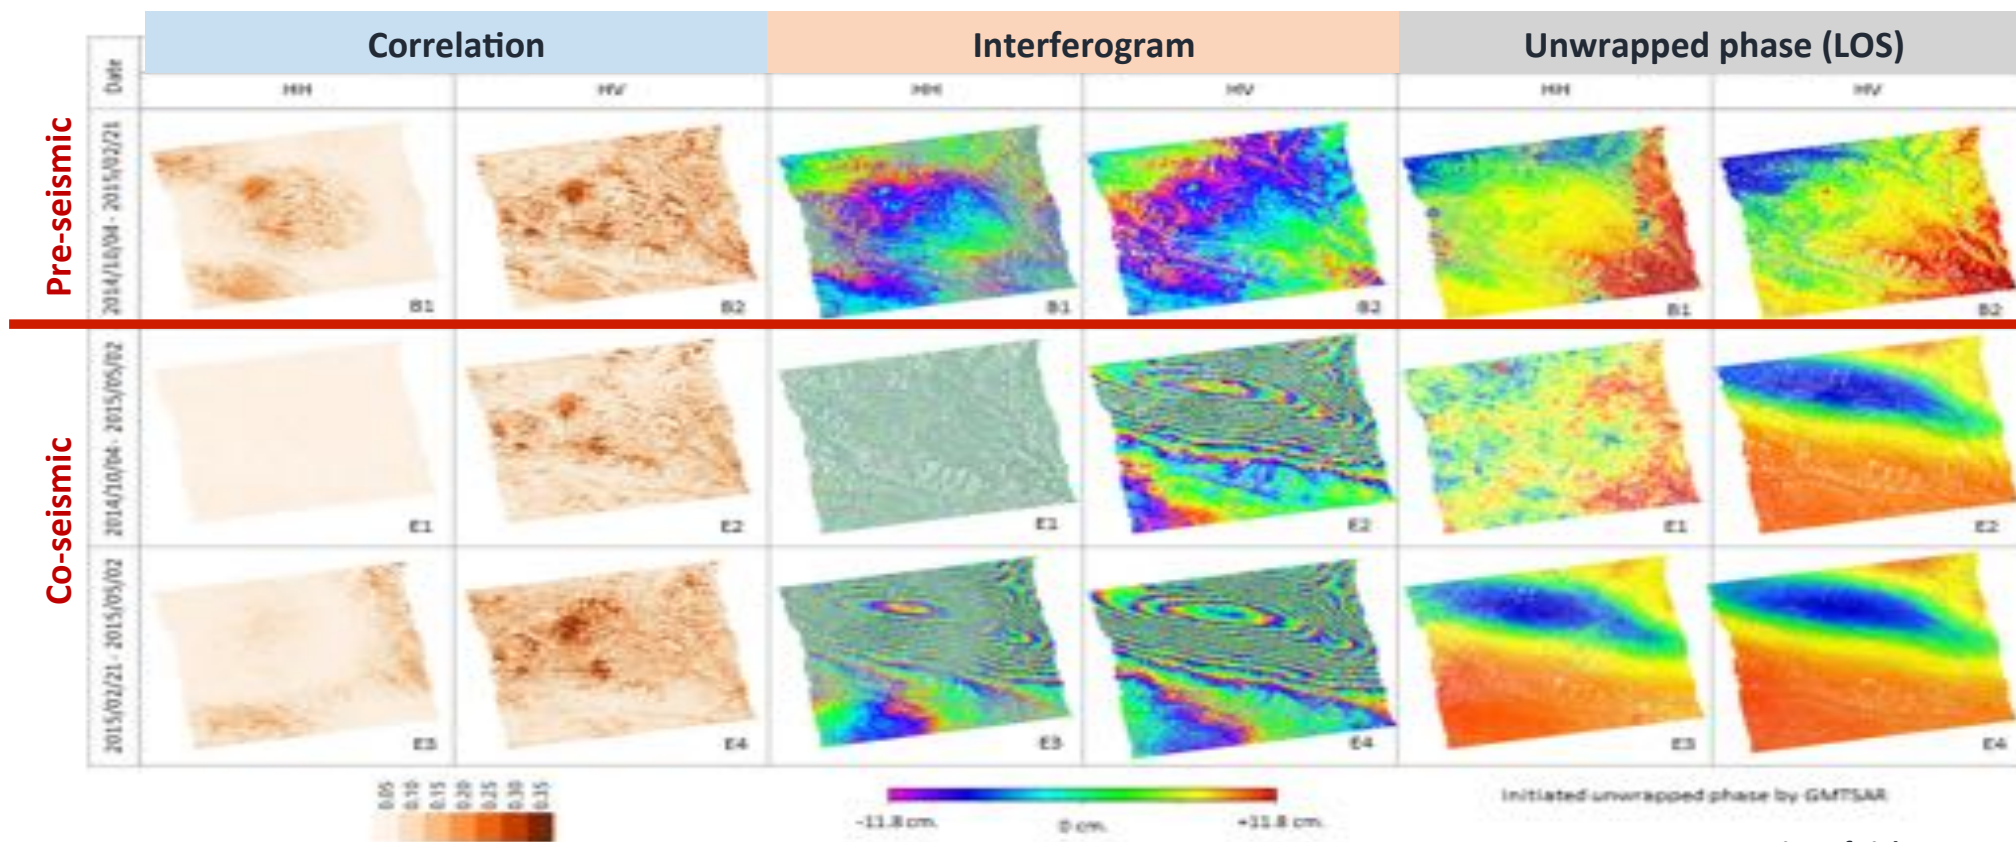 Correlation Interferogram Unwrapped phase (LOS)
Date HH HV HH HV HH HV
Pre-seismic
2014/10/04 - 2015/02/21
B1 B2 B1 B2 B1 B2
Co-seismic
2014/10/04- 2015/05/02
E1 E2 E1 E2 E1 E2
2015/02/21- 2015/05/02
E3 E4 E3 E4 E3 E4
0.05 0.10 0.15 0.20 0.25 0.30 0.35
-11.8 cm. 0 cm. +11.8 cm.
Initiated unwrapped phase by GMTSAR